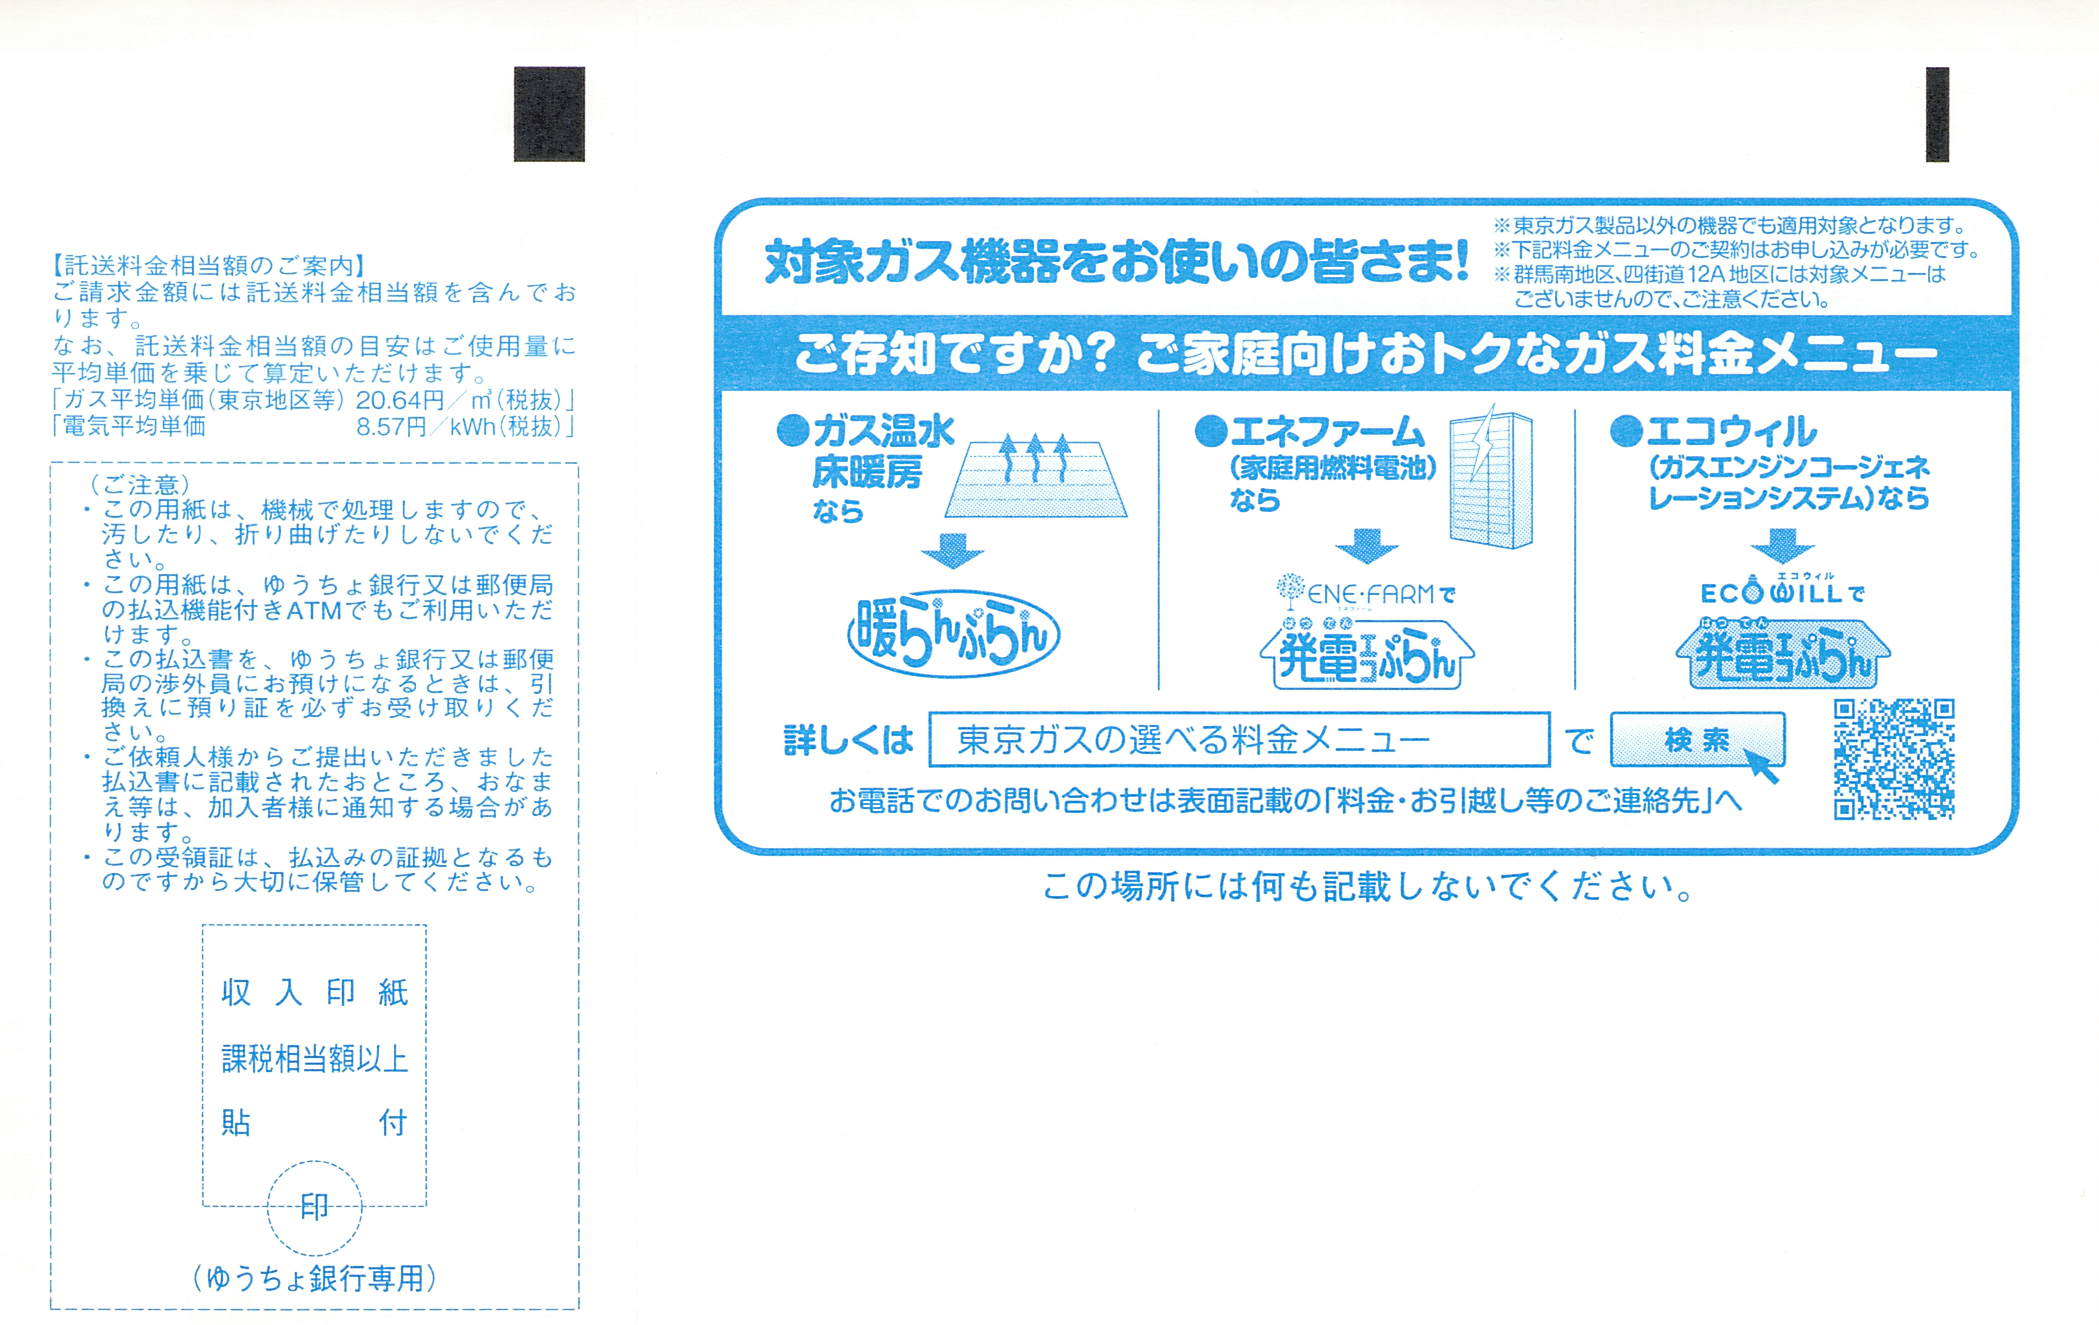 【託送料金相当額のご案内】
ご請求金額には託送料金相当額を含んでお
ります。
なお、託送料金相当額の目安はご使用量に
平均単価を乗じて算定いただけます。
「ガス平均単価(東京地区等) 20.64円／㎥(税抜)」
「電気平均単価 8.57円／kWh(税抜)」
（ご注意）
・この用紙は、機械で処理しますので、
汚したり、折り曲げたりしないでくだ
さい。
・この用紙は、ゆうちょ銀行又は郵便局
の払込機能付きATMでもご利用いただ
けます。
・この払込書を、ゆうちょ銀行又は郵便
局の渉外員にお預けになるときは、引
換えに預り証を必ずお受け取りくだ
さい。
・ご依頼人様からご提出いただきました
払込書に記載されたおところ、おなま
え等は、加入者様に通知する場合があ
ります。
・この受領証は、払込みの証拠となるも
のですから大切に保管してください。
収入印紙
課税相当額以上
貼付
印
（ゆうちょ銀行専用）
対象ガス機器をお使いの皆さま!
※東京ガス製品以外の機器でも適用対象となります。
※下記料金メニューのご契約はお申し込みが必要です。
※群馬南地区、四街道12A地区には対象メニューは
ございませんので、ご注意ください。
ご存知ですか? ご家庭向けおトクなガス料金メニュー
●ガス温水
床暖房
なら
暖らんぷらん
●エネファーム
(家庭用燃料電池)
なら
ENE・FARMで
エネファーム
はつでん
発電エコぷらん
●エコウィル
(ガスエンジンコージェネ
レーションシステム)なら
エコウィル
ECOWILLで
はつでん
発電エコぷらん
詳しくは 東京ガスの選べる料金メニュー で 検索
お電話でのお問い合わせは表面記載の「料金・お引越し等のご連絡先」へ
この場所には何も記載しないでください。